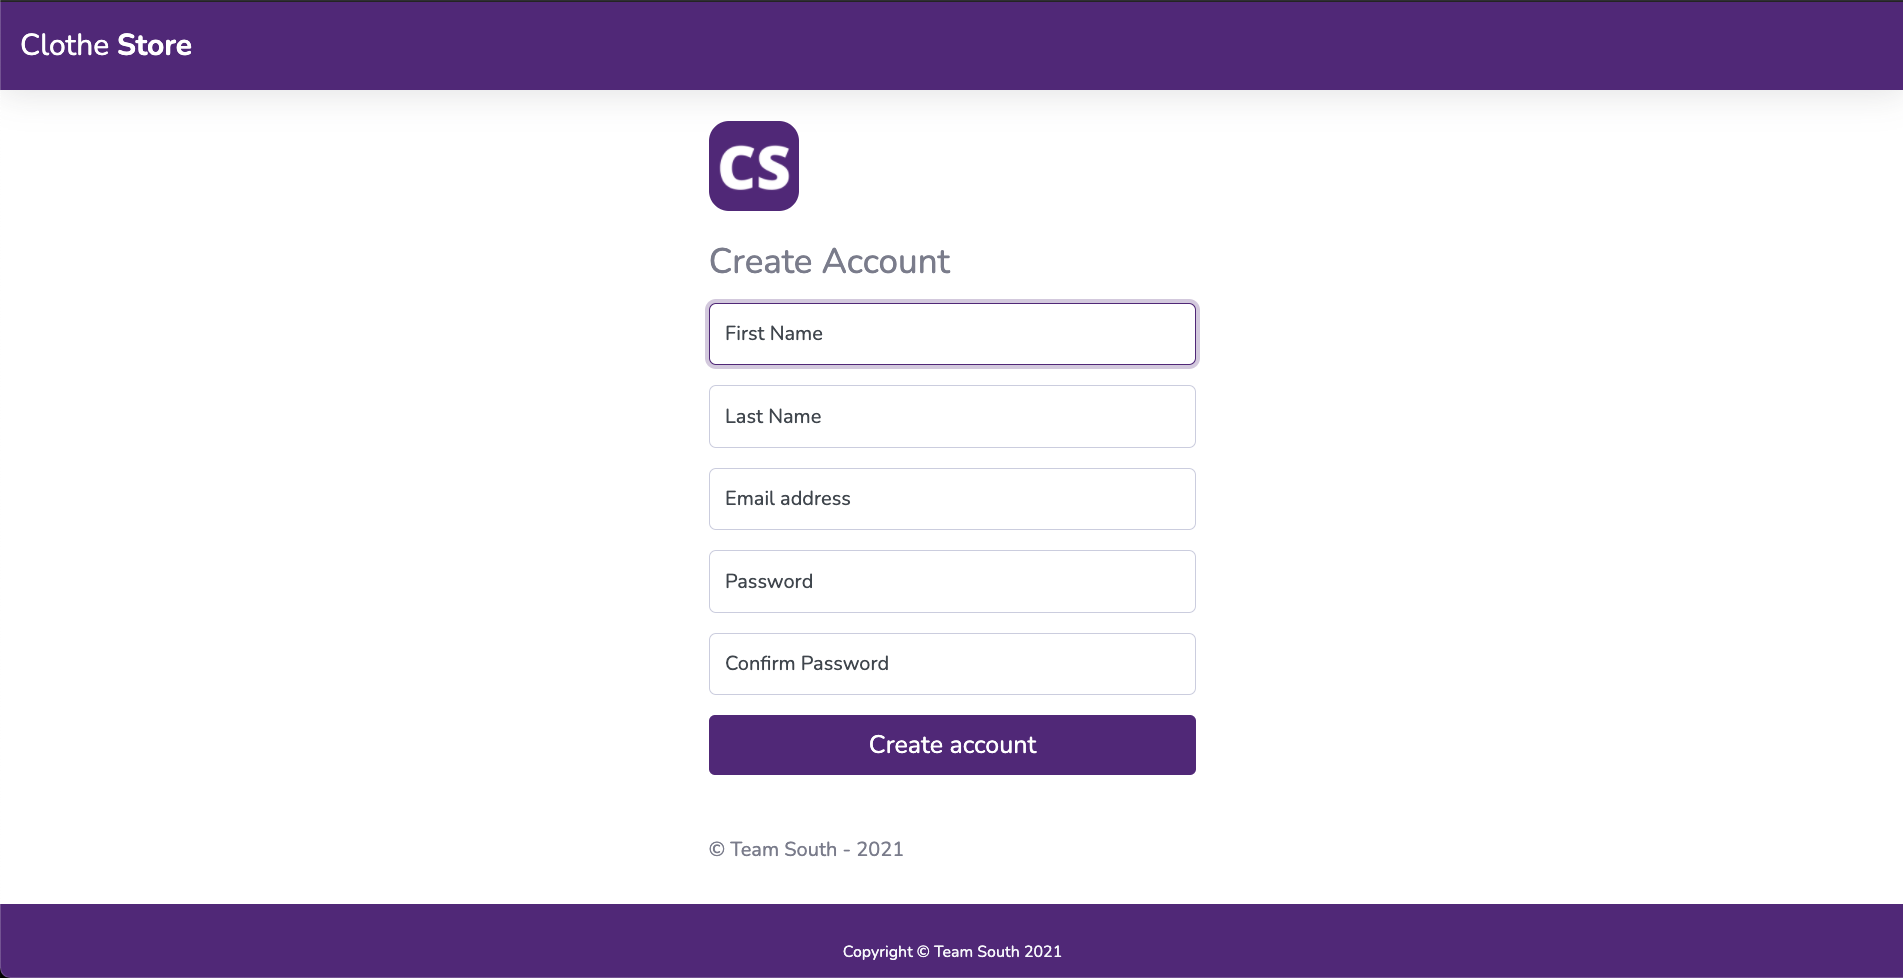 Clothe Store
CS
Create Account
First Name
Last Name
Email address
Password
Confirm Password
Create account
© Team South - 2021
Copyright © Team South 2021